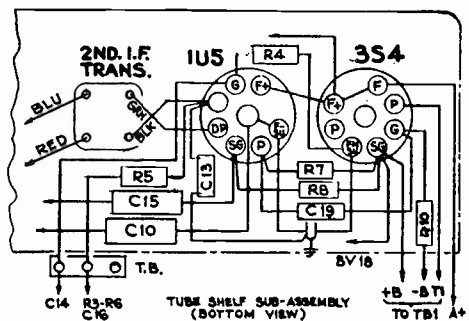 2ND. I.F.
TRANS.
1U5
3S4
R4
G
F+
F+
F
P
BLU
GRN
BLK
RED
DP
SG
P
P
G
SG
C13
R5
R7
R8
C15
C19
C10
R10
T.B.
BV18
C14
R3-R6
C16
TUBE SHELF SUB-ASSEMBLY
(BOTTOM VIEW)
+B
-B
T1
A+
TO TB1